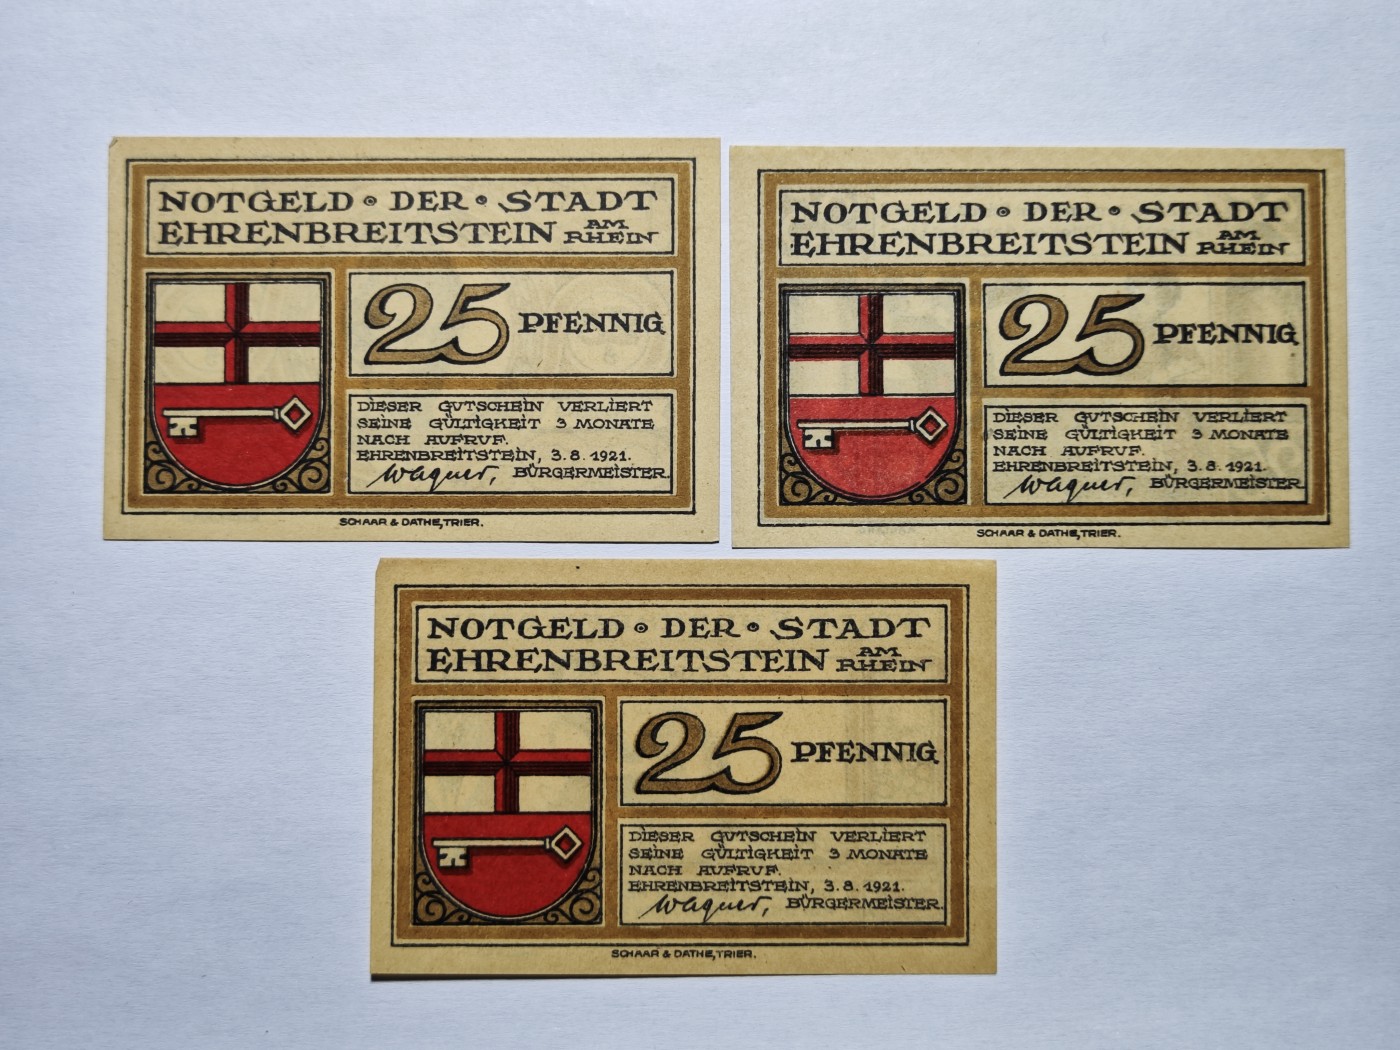 NOTGELD · DER · STADT
EHRENBREITSTEIN AM RHEIN
25 PFENNIG
DIESER GUTSCHEIN VERLIERT
SEINE GÜLTIGKEIT 3 MONATE
NACH AUFRUF.
EHRENBREITSTEIN, 3.8.1921.
Wagner, BÜRGERMEISTER.
SCHAAR & DATHE, TRIER.
NOTGELD · DER · STADT
EHRENBREITSTEIN AM RHEIN
25 PFENNIG
DIESER GUTSCHEIN VERLIERT
SEINE GÜLTIGKEIT 3 MONATE
NACH AUFRUF.
EHRENBREITSTEIN, 3.8.1921.
Wagner, BÜRGERMEISTER.
SCHAAR & DATHE, TRIER.
NOTGELD · DER · STADT
EHRENBREITSTEIN AM RHEIN
25 PFENNIG
DIESER GUTSCHEIN VERLIERT
SEINE GÜLTIGKEIT 3 MONATE
NACH AUFRUF.
EHRENBREITSTEIN, 3.8.1921.
Wagner, BÜRGERMEISTER.
SCHAAR & DATHE, TRIER.